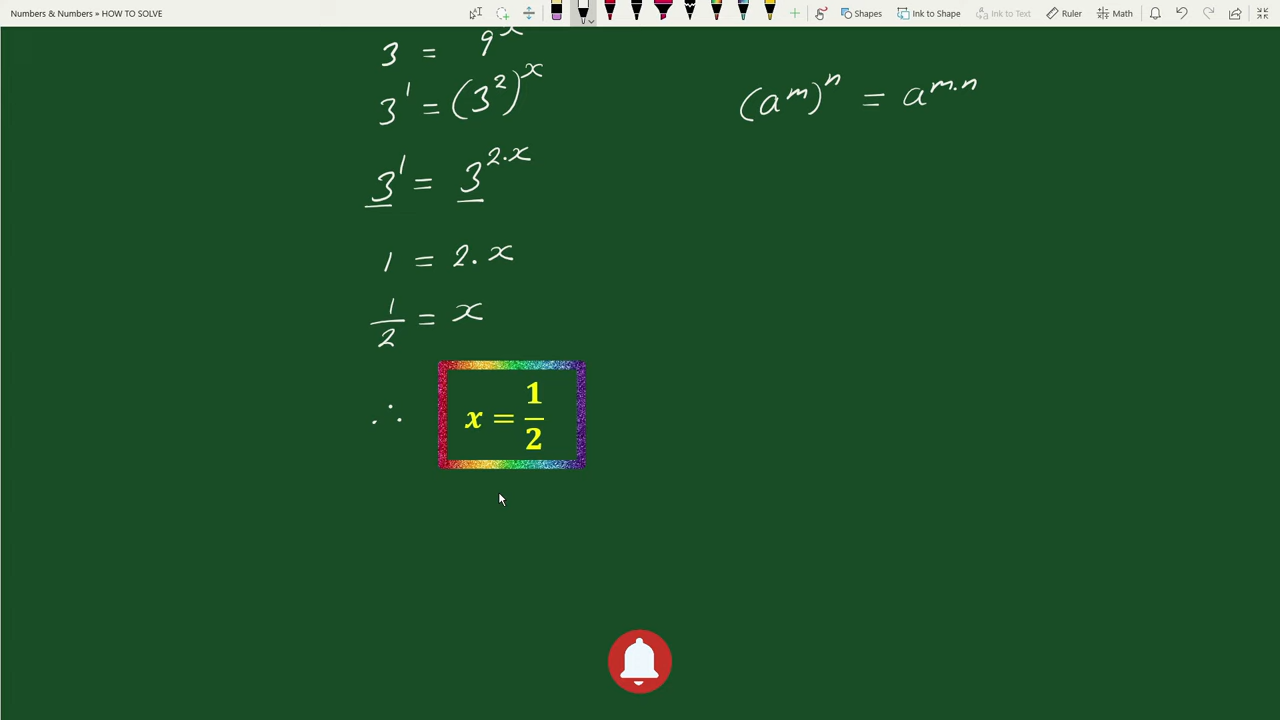 Numbers & Numbers » HOW TO SOLVE
Shapes
Ink to Shape
Ink to Text
Ruler
Math
3 = 9^x
3^1 = (3^2)^x
(a^m)^n = a^{m·n}
3^1 = 3^{2·x}
1 = 2·x
1/2 = x
∴ x = 1/2